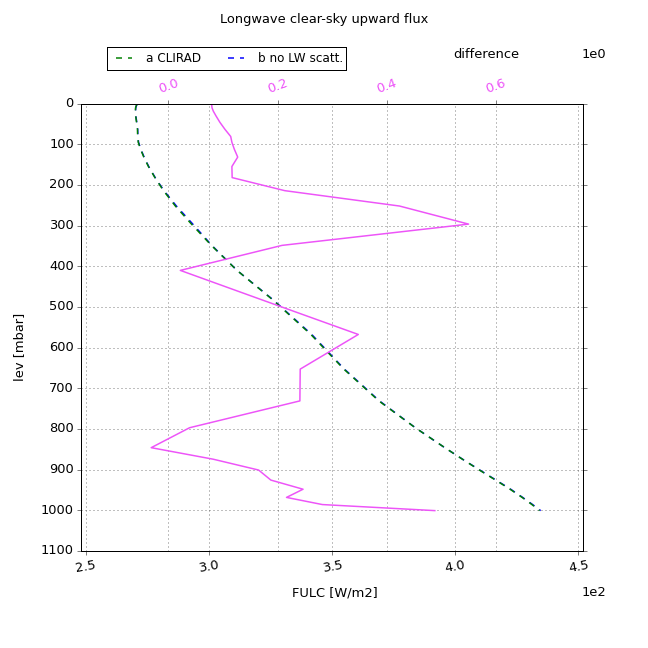 Longwave clear-sky upward flux
a CLIRAD
b no LW scatt.
difference
1e0
0.0
0.2
0.4
0.6
0
100
200
300
400
500
600
700
800
900
1000
1100
lev [mbar]
2.5
3.0
3.5
4.0
4.5
FULC [W/m2]
1e2